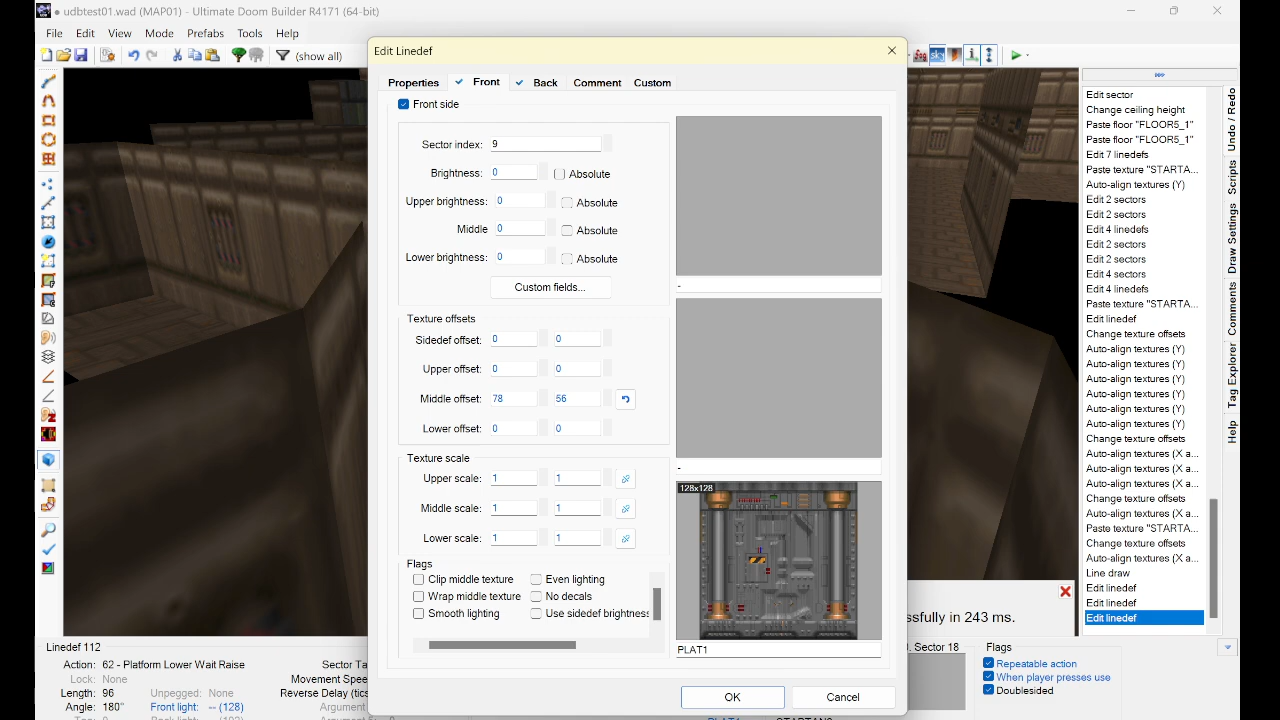 udbtest01.wad (MAP01) - Ultimate Doom Builder R4171 (64-bit)
File Edit View Mode Prefabs Tools Help
(show all)
Edit Linedef
Properties Front Back Comment Custom
Front side
Sector index: 9
Brightness: 0 Absolute
Upper brightness: 0 Absolute
Middle 0 Absolute
Lower brightness: 0 Absolute
Custom fields...
-
Texture offsets
Sidedef offset: 0 0
Upper offset: 0 0
Middle offset: 78 56
Lower offset: 0 0
-
Texture scale
Upper scale: 1 1
Middle scale: 1 1
Lower scale: 1 1
128x128
Flags
Clip middle texture Even lighting
Wrap middle texture No decals
Smooth lighting Use sidedef brightness
PLAT1
OK Cancel
ssfully in 243 ms.
Edit sector
Change ceiling height
Paste floor "FLOOR5_1"
Paste floor "FLOOR5_1"
Edit 7 linedefs
Paste texture "STARTA...
Auto-align textures (Y)
Edit 2 sectors
Edit 2 sectors
Edit 4 linedefs
Edit 2 sectors
Edit 2 sectors
Edit 4 sectors
Edit 4 linedefs
Paste texture "STARTA...
Edit linedef
Change texture offsets
Auto-align textures (Y)
Auto-align textures (Y)
Auto-align textures (Y)
Auto-align textures (Y)
Auto-align textures (Y)
Auto-align textures (Y)
Change texture offsets
Auto-align textures (X a...
Auto-align textures (X a...
Auto-align textures (X a...
Change texture offsets
Auto-align textures (X a...
Paste texture "STARTA...
Change texture offsets
Auto-align textures (X a...
Line draw
Edit linedef
Edit linedef
Edit linedef
Undo / Redo
Scripts
Draw Settings
Comments
Tag Explorer
Help
Linedef 112
Action: 62 - Platform Lower Wait Raise
Lock: None
Length: 96 Unpegged: None
Angle: 180° Front light: -- (128)
Sector Ta
Movement Spee
Reverse Delay (tics
Argument
Sector 18
Flags
Repeatable action
When player presses use
Doublesided